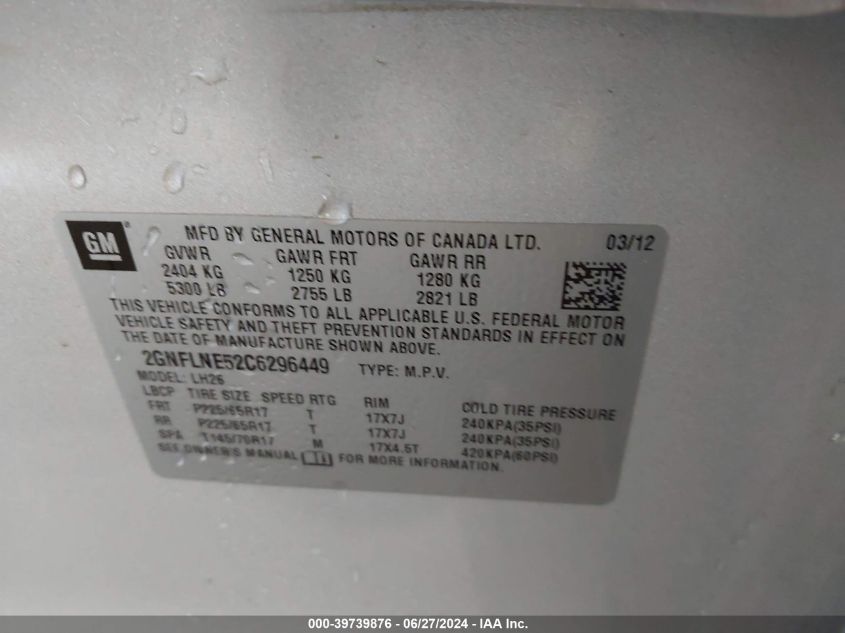 GM ® MFD BY GENERAL MOTORS OF CANADA LTD. 03/12
GVWR GAWR FRT GAWR RR
2404 KG 1250 KG 1280 KG
5300 LB 2755 LB 2821 LB
THIS VEHICLE CONFORMS TO ALL APPLICABLE U.S. FEDERAL MOTOR
VEHICLE SAFETY AND THEFT PREVENTION STANDARDS IN EFFECT ON
THE DATE OF MANUFACTURE SHOWN ABOVE.
2GNFLNE52C6296449 TYPE: M.P.V.
MODEL: LH26
LBCP TIRE SIZE SPEED RTG RIM COLD TIRE PRESSURE
FRT P225/65R17 T 17X7J 240KPA(35PSI)
RR P225/65R17 T 17X7J 240KPA(35PSI)
SPA T145/70R17 M 17X4.5T 420KPA(60PSI)
SEE OWNER'S MANUAL FOR MORE INFORMATION.
000-39739876 - 06/27/2024 - IAA Inc.